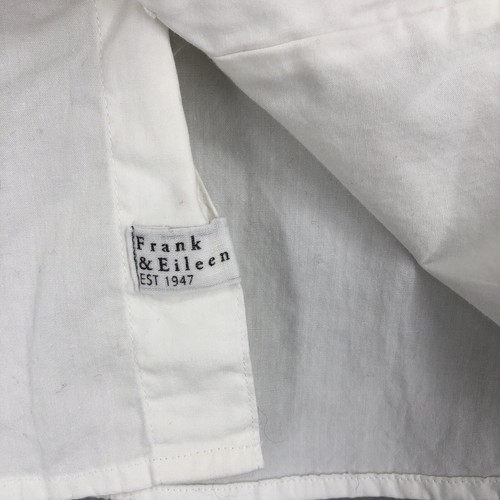 Frank
& Eileen
EST 1947